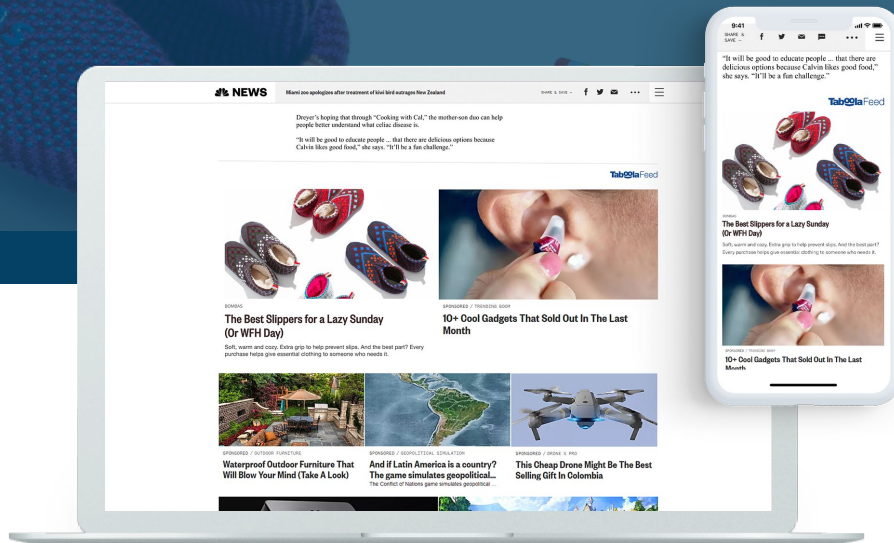 NEWS
Miami zoo apologizes after treatment of kiwi bird outrages New Zealand
SHARE & SAVE —
Dreyer's hoping that through "Cooking with Cal," the mother-son duo can help
people better understand what celiac disease is.
"It will be good to educate people ... that there are delicious options because
Calvin likes good food," she says. "It'll be a fun challenge."
Taboola Feed
BOMBAS
The Best Slippers for a Lazy Sunday
(Or WFH Day)
Soft, warm and cozy. Extra grip to help prevent slips. And the best part? Every
purchase helps give essential clothing to someone who needs it.
SPONSORED / TRENDING BOOM
10+ Cool Gadgets That Sold Out In The Last
Month
SPONSORED / OUTDOOR FURNITURE
Waterproof Outdoor Furniture That
Will Blow Your Mind (Take A Look)
SPONSORED / GEOPOLITICAL SIMULATION
And if Latin America is a country?
The game simulates geopolitical...
The Conflict of Nations game simulates geopolitical ...
SPONSORED / DRONE X PRO
This Cheap Drone Might Be The Best
Selling Gift In Colombia
9:41
SHARE &
SAVE —
"It will be good to educate people ... that there are
delicious options because Calvin likes good food,"
she says. "It'll be a fun challenge."
Taboola Feed
BOMBAS
The Best Slippers for a Lazy Sunday
(Or WFH Day)
Soft, warm and cozy. Extra grip to help prevent slips. And the best part?
Every purchase helps give essential clothing to someone who needs it.
SPONSORED / TRENDING BOOM
10+ Cool Gadgets That Sold Out In The Last
Month